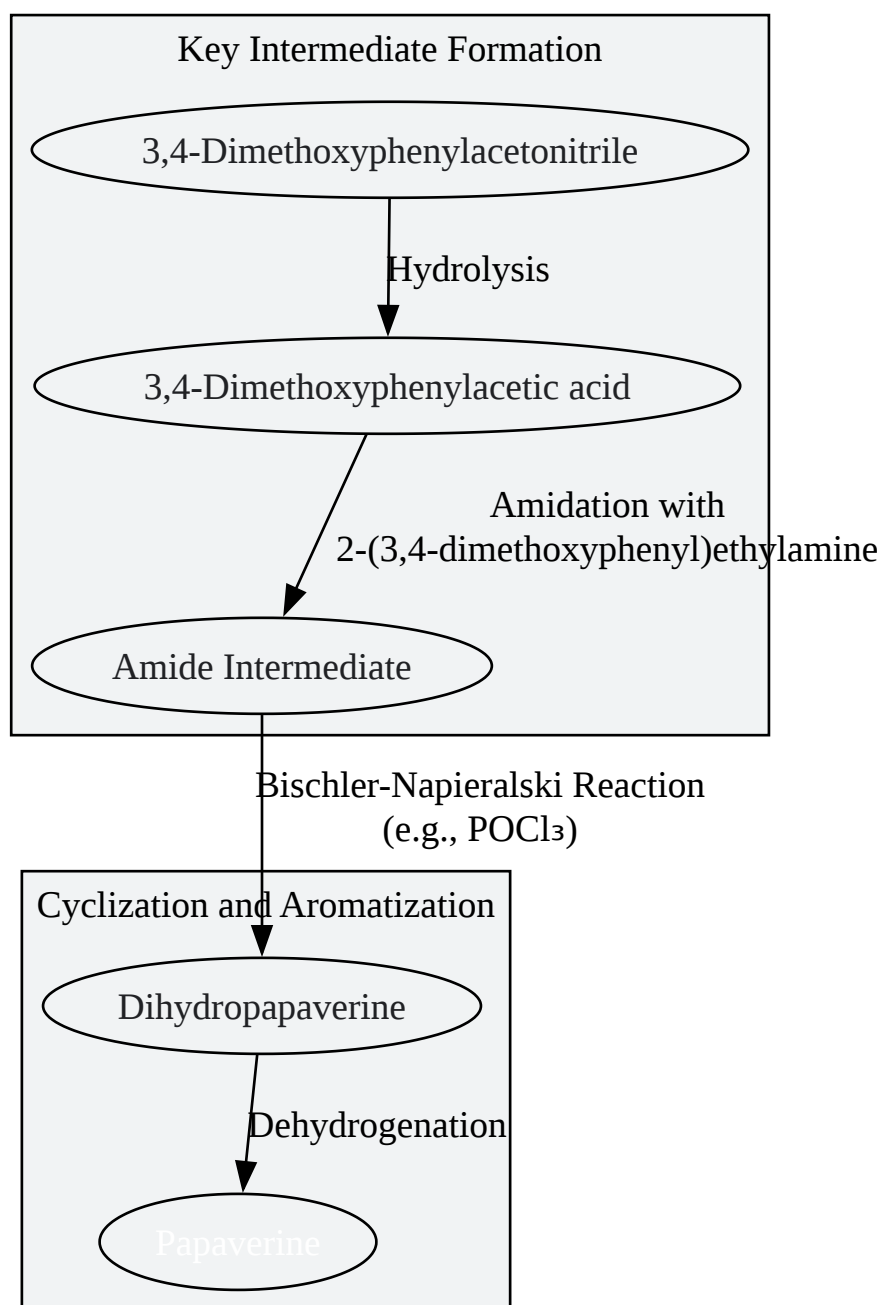 Key Intermediate Formation
3,4-Dimethoxyphenylacetonitrile
Hydrolysis
3,4-Dimethoxyphenylacetic acid
Amidation with
2-(3,4-dimethoxyphenyl)ethylamine
Amide Intermediate
Bischler-Napieralski Reaction
(e.g., POCl₃)
Cyclization and Aromatization
Dihydropapaverine
Dehydrogenation
Papaverine